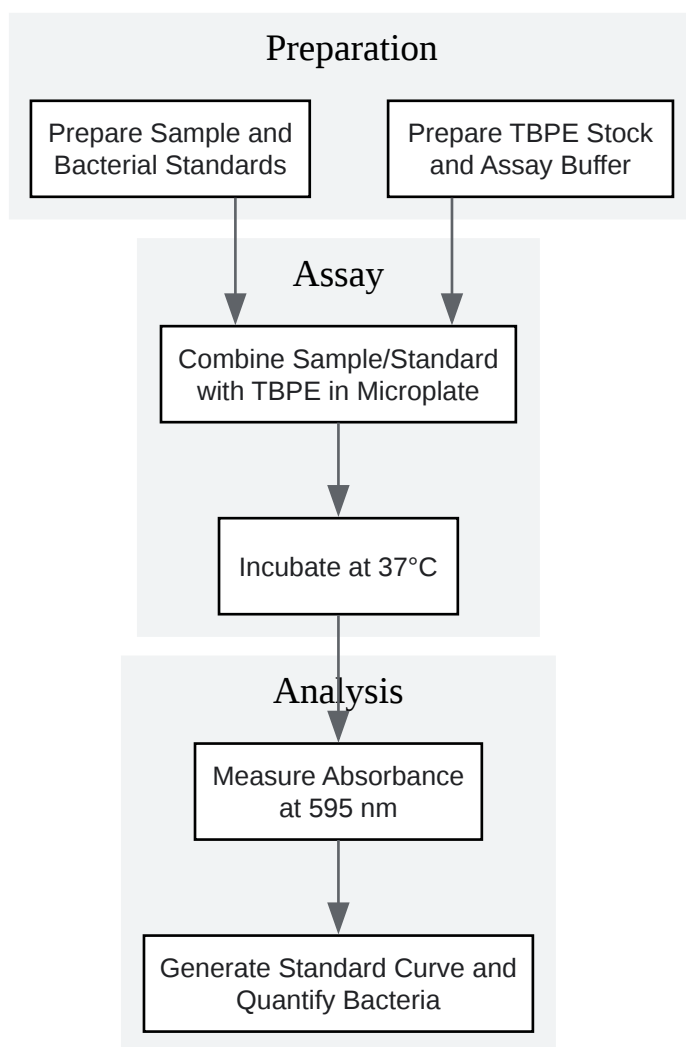 Preparation
Prepare Sample and
Bacterial Standards
Prepare TBPE Stock
and Assay Buffer
Assay
Combine Sample/Standard
with TBPE in Microplate
Incubate at 37°C
Analysis
Measure Absorbance
at 595 nm
Generate Standard Curve and
Quantify Bacteria